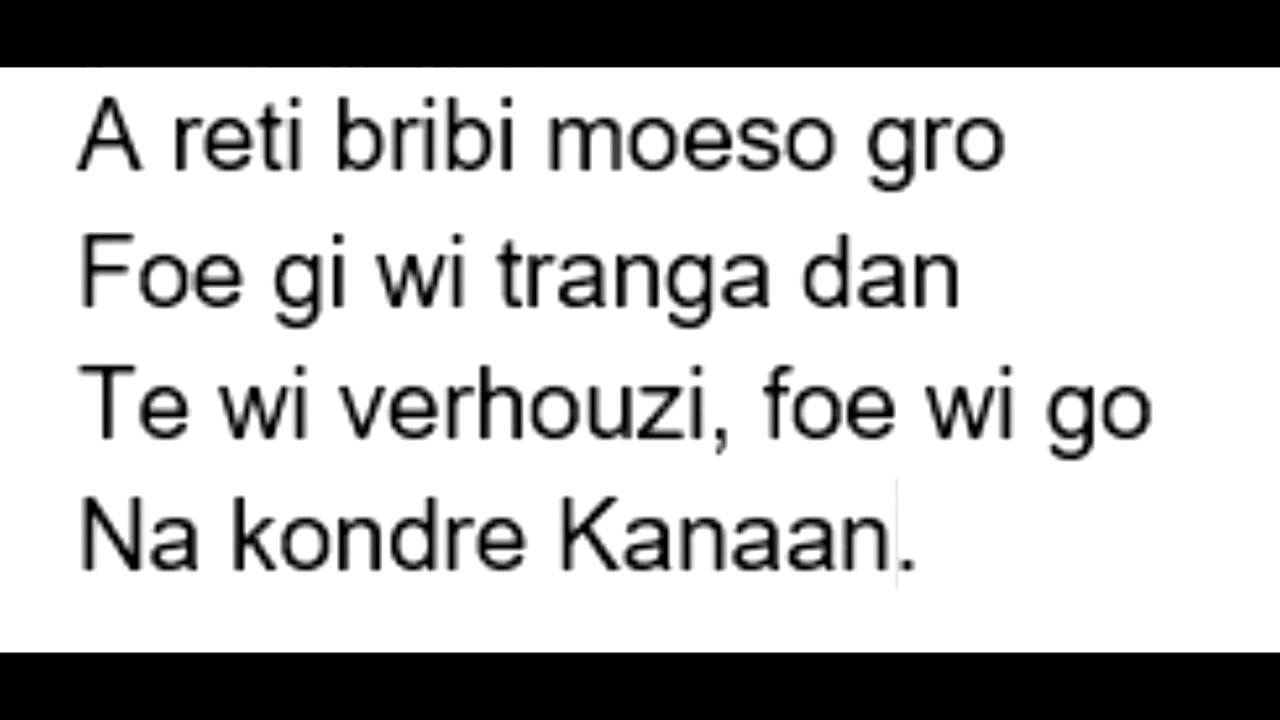 A reti bribi moeso gro
Foe gi wi tranga dan
Te wi verhouzi, foe wi go
Na kondre Kanaan.